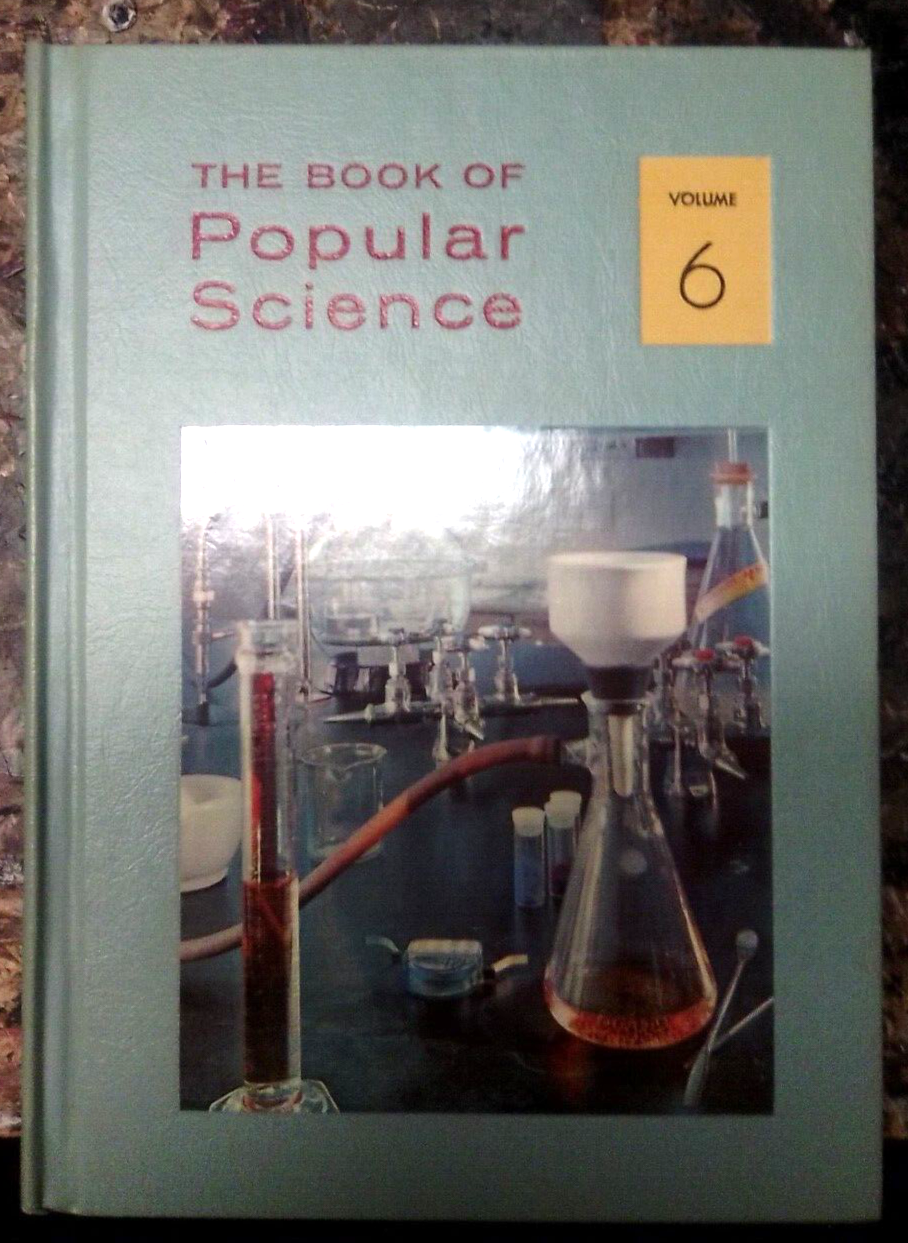 THE BOOK OF
Popular
Science
VOLUME
6